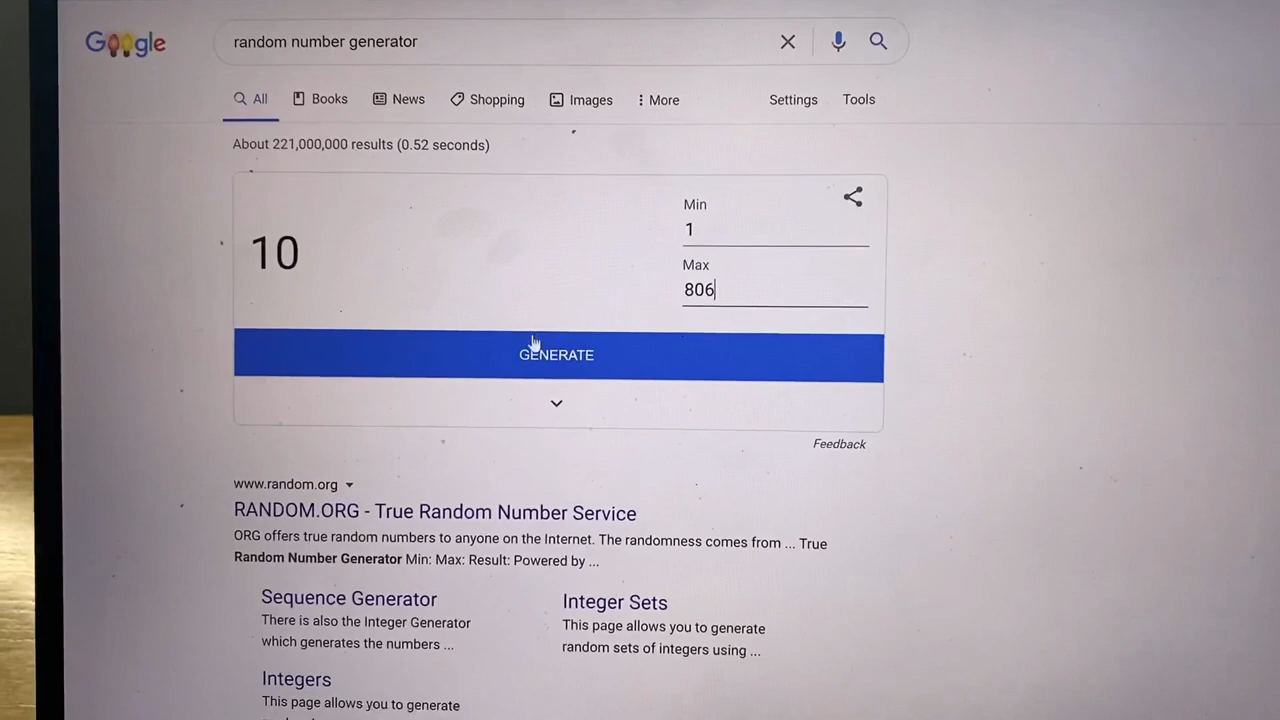 Google
random number generator
All Books News Shopping Images More Settings Tools
About 221,000,000 results (0.52 seconds)
Min
1
10
Max
806
GENERATE
Feedback
www.random.org
RANDOM.ORG - True Random Number Service
ORG offers true random numbers to anyone on the Internet. The randomness comes from ... True
Random Number Generator Min: Max: Result: Powered by ...
Sequence Generator
There is also the Integer Generator
which generates the numbers ...
Integer Sets
This page allows you to generate
random sets of integers using ...
Integers
This page allows you to generate